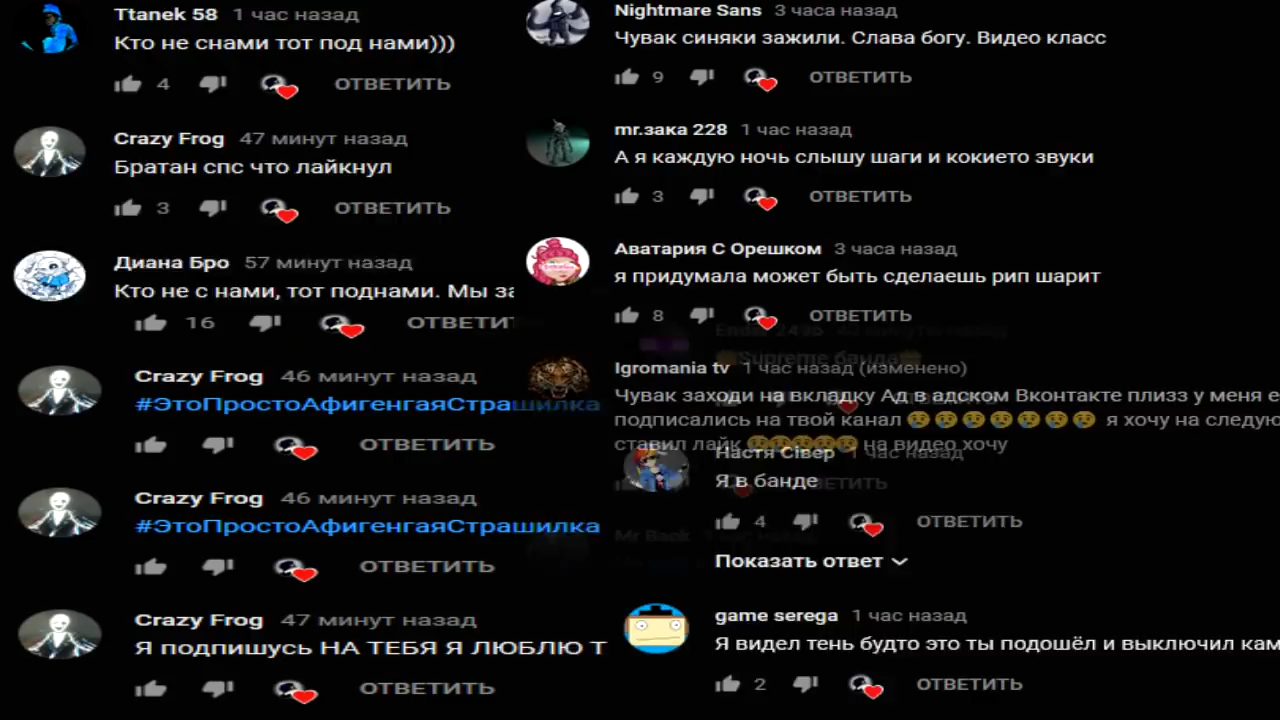 Ttanek 58 1 час назад
Кто не снами тот под нами)))
4 ОТВЕТИТЬ
Crazy Frog 47 минут назад
Братан спс что лайкнул
3 ОТВЕТИТЬ
Диана Бро 57 минут назад
Кто не с нами, тот поднами. Мы за
16 ОТВЕТИТ
Crazy Frog 46 минут назад
#ЭтоПростоАфигенгаяСтрашилка
ОТВЕТИТЬ
Crazy Frog 46 минут назад
#ЭтоПростоАфигенгаяСтрашилка
ОТВЕТИТЬ
Crazy Frog 47 минут назад
Я подпишусь НА ТЕБЯ Я ЛЮБЛЮ Т
ОТВЕТИТЬ
Nightmare Sans 3 часа назад
Чувак синяки зажили. Слава богу. Видео класс
9 ОТВЕТИТЬ
mr.зака 228 1 час назад
А я каждую ночь слышу шаги и кокието звуки
3 ОТВЕТИТЬ
Аватария С Орешком 3 часа назад
я придумала может быть сделаешь рип шарит
8 ОТВЕТИТЬ
Supreme банда
Igromania tv 1 час назад (изменено)
Чувак заходи на вкладку Ад в адском Вконтакте плизз у меня е
подписались на твой канал 😢😢😢😢😢😢😢 я хочу на следую
ставил лайк 😢😢😢😢😢 на видео хочу
Настя Сівер 1 час назад
Я в банде
4 ОТВЕТИТЬ
Показать ответ
game serega 1 час назад
Я видел тень будто это ты подошёл и выключил кам
2 ОТВЕТИТЬ